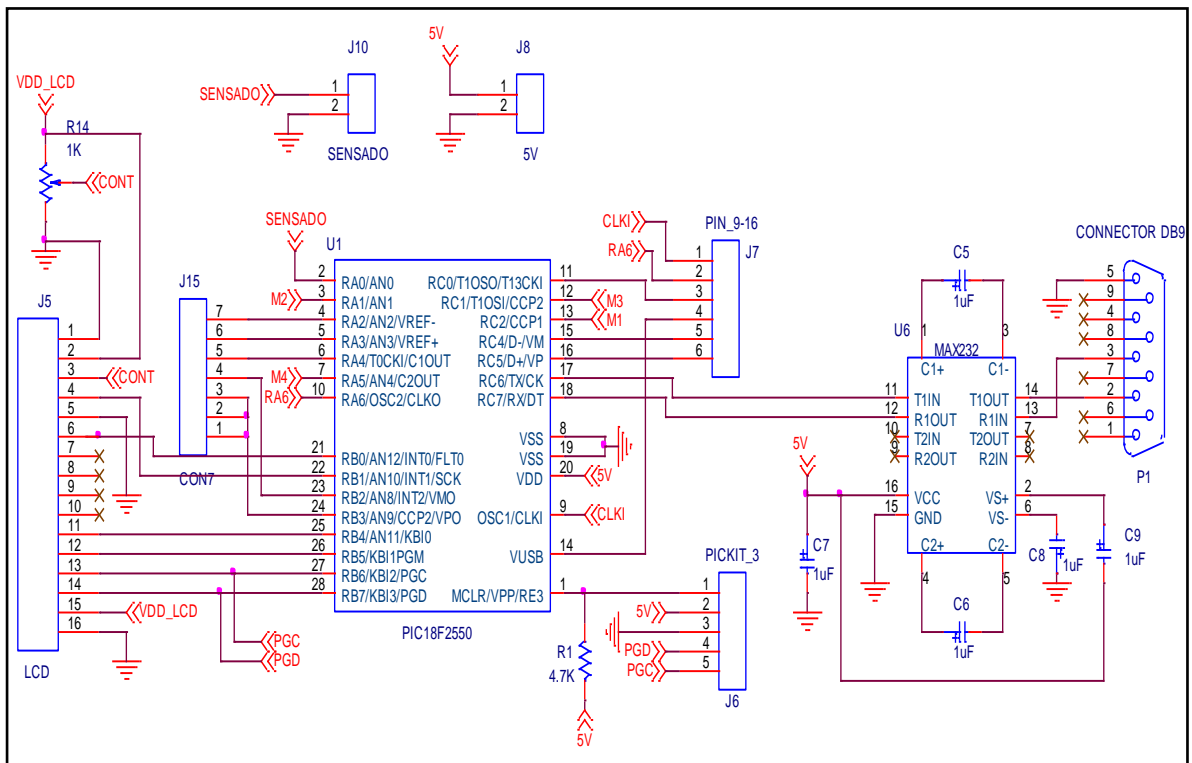 VDD_LCD
R14
1K
CONT
J10
SENSADO
1
2
SENSADO
5V
J8
1
2
5V
J5
1
2
3
4
5
6
7
8
9
10
11
12
13
14
15
16
LCD
CONT
VDD_LCD
PGC
PGD
J15
7
6
5
4
3
2
1
CON7
SENSADO
U1
M2
M4
RA6
2 RA0/AN0
3 RA1/AN1
4 RA2/AN2/VREF-
5 RA3/AN3/VREF+
6 RA4/T0CKI/C1OUT
7 RA5/AN4/C2OUT
10 RA6/OSC2/CLKO
21 RB0/AN12/INT0/FLT0
22 RB1/AN10/INT1/SCK
23 RB2/AN8/INT2/VMO
24 RB3/AN9/CCP2/VPO
25 RB4/AN11/KBI0
26 RB5/KBI1PGM
27 RB6/KBI2/PGC
28 RB7/KBI3/PGD
RC0/T1OSO/T13CKI 11
RC1/T1OSI/CCP2 12
RC2/CCP1 13
RC4/D-/VM 15
RC5/D+/VP 16
RC6/TX/CK 17
RC7/RX/DT 18
VSS 8
VSS 19
VDD 20
OSC1/CLKI 9
VUSB 14
MCLR/VPP/RE3 1
PIC18F2550
M3
M1
5V
CLKI
CLKI
RA6
PIN_9-16
J7
1
2
3
4
5
6
PICKIT_3
1
2
3
4
5
J6
5V
PGD
PGC
R1
4.7K
5V
C5
1uF
U6
1
3
MAX232
C1+
C1-
11 T1IN
12 R1OUT
10 T2IN
9 R2OUT
16 VCC
15 GND
T1OUT 14
R1IN 13
T2OUT 7
R2IN 8
VS+ 2
VS- 6
C2+
C2-
4
5
C6
1uF
5V
C7
1uF
C8
1uF
C9
1uF
CONNECTOR DB9
5
9
4
8
3
7
2
6
1
P1